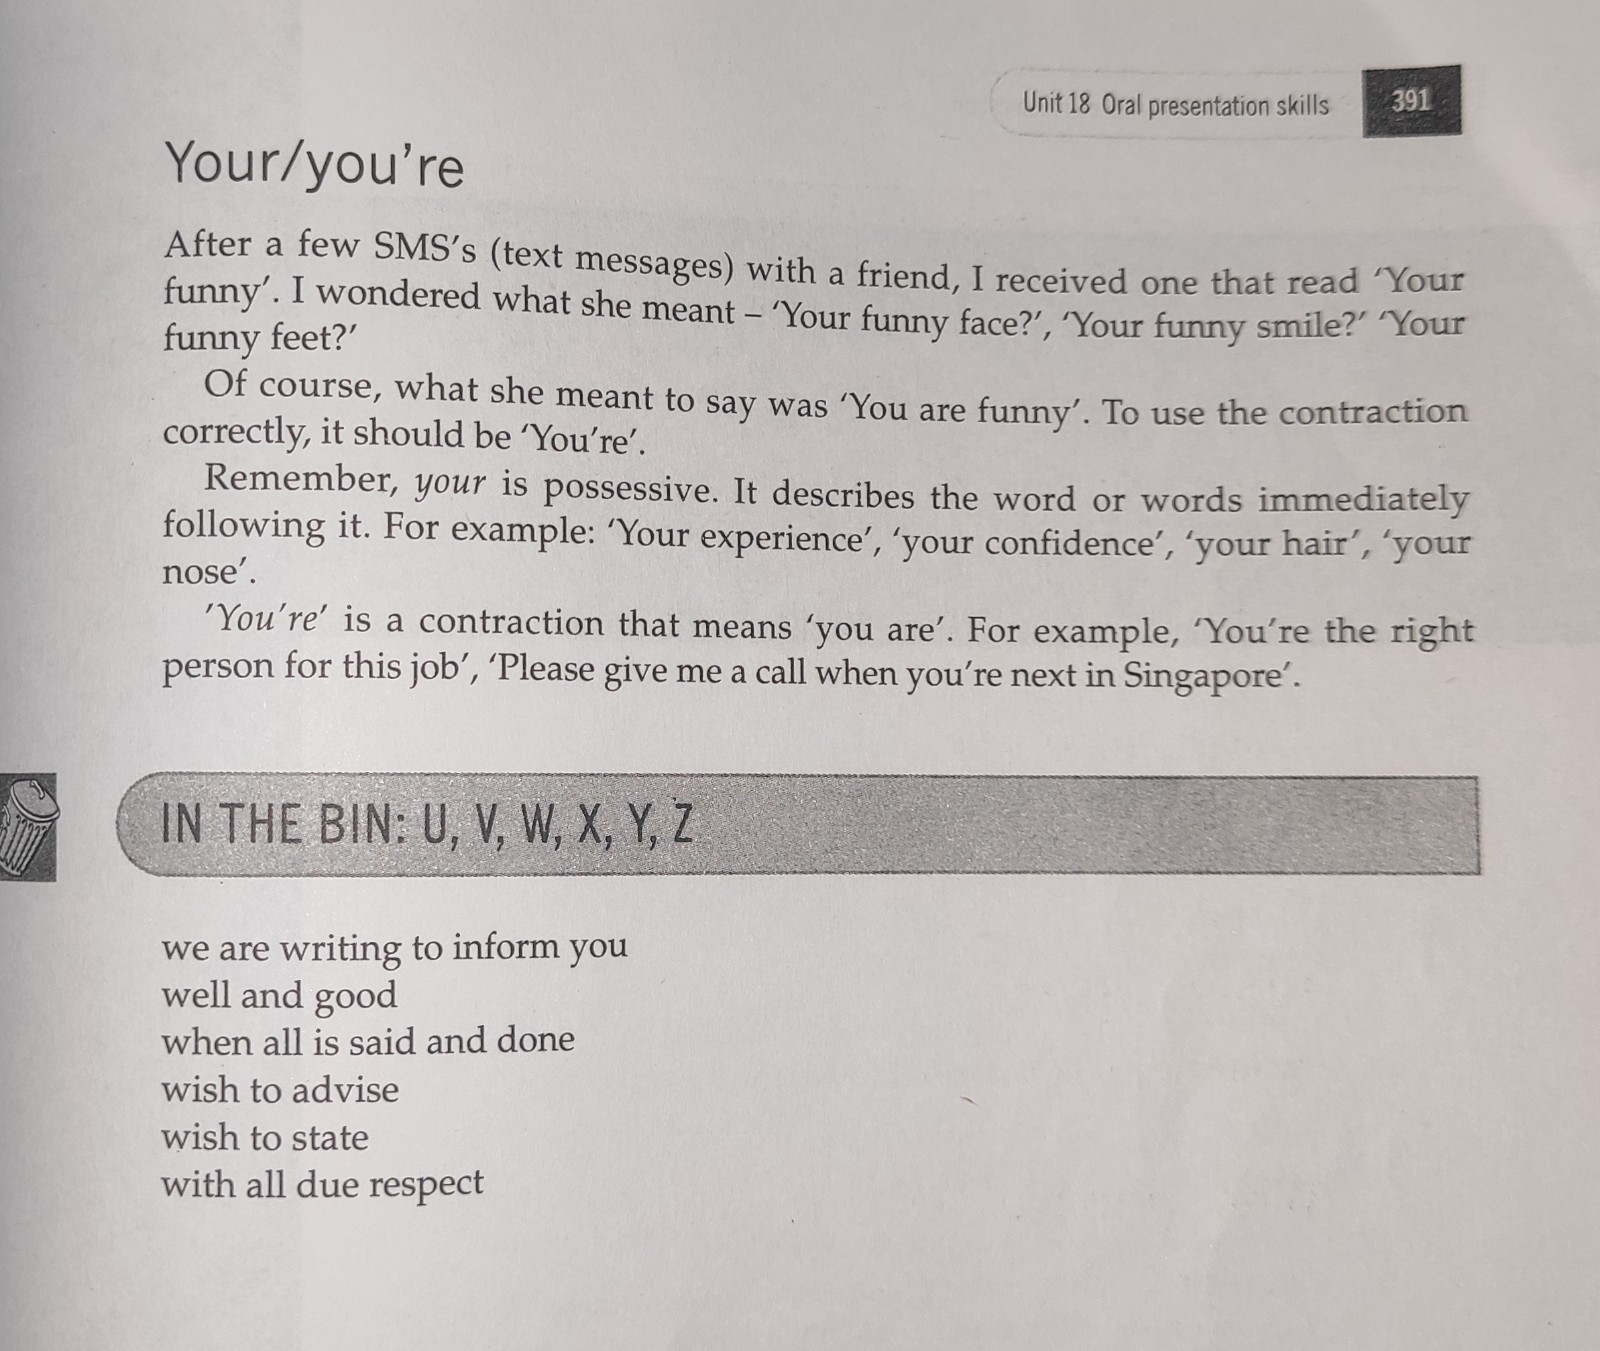 Unit 18 Oral presentation skills 391
Your/you're
After a few SMS's (text messages) with a friend, I received one that read 'Your
funny'. I wondered what she meant – 'Your funny face?', 'Your funny smile?' 'Your
funny feet?'
Of course, what she meant to say was 'You are funny'. To use the contraction
correctly, it should be 'You're'.
Remember, your is possessive. It describes the word or words immediately
following it. For example: 'Your experience', 'your confidence', 'your hair', 'your
nose'.
'You're' is a contraction that means 'you are'. For example, 'You're the right
person for this job', 'Please give me a call when you're next in Singapore'.
IN THE BIN: U, V, W, X, Y, Z
we are writing to inform you
well and good
when all is said and done
wish to advise
wish to state
with all due respect